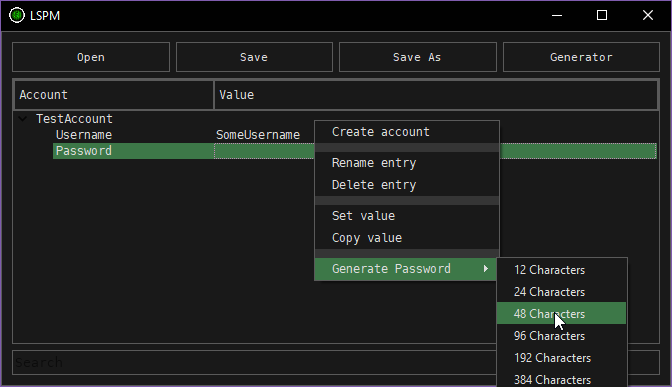 LSPM
Open Save Save As Generator
Account Value
TestAccount
Username SomeUsername
Password
Create account
Rename entry
Delete entry
Set value
Copy value
Generate Password
12 Characters
24 Characters
48 Characters
96 Characters
192 Characters
384 Characters
Search